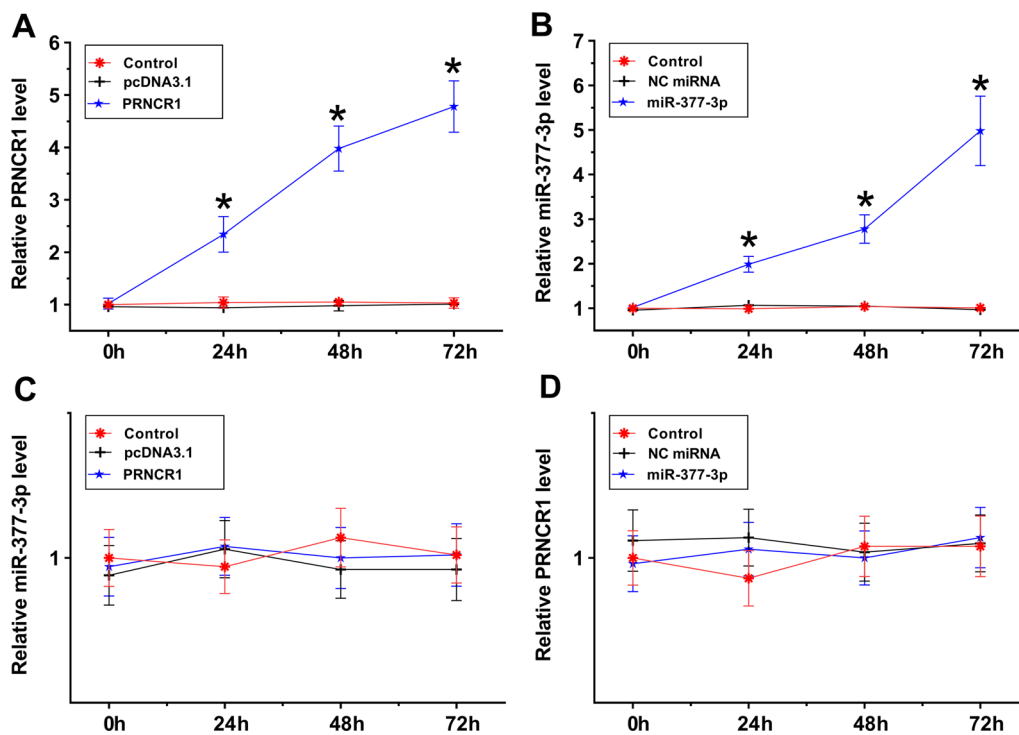 A
Relative PRNCR1 level
6
5
4
3
2
1
Control
pcDNA3.1
PRNCR1
*
*
*
0h 24h 48h 72h
B
Relative miR-377-3p level
7
6
5
4
3
2
1
Control
NC miRNA
miR-377-3p
*
*
*
0h 24h 48h 72h
C
Relative miR-377-3p level
1
Control
pcDNA3.1
PRNCR1
0h 24h 48h 72h
D
Relative PRNCR1 level
1
Control
NC miRNA
miR-377-3p
0h 24h 48h 72h